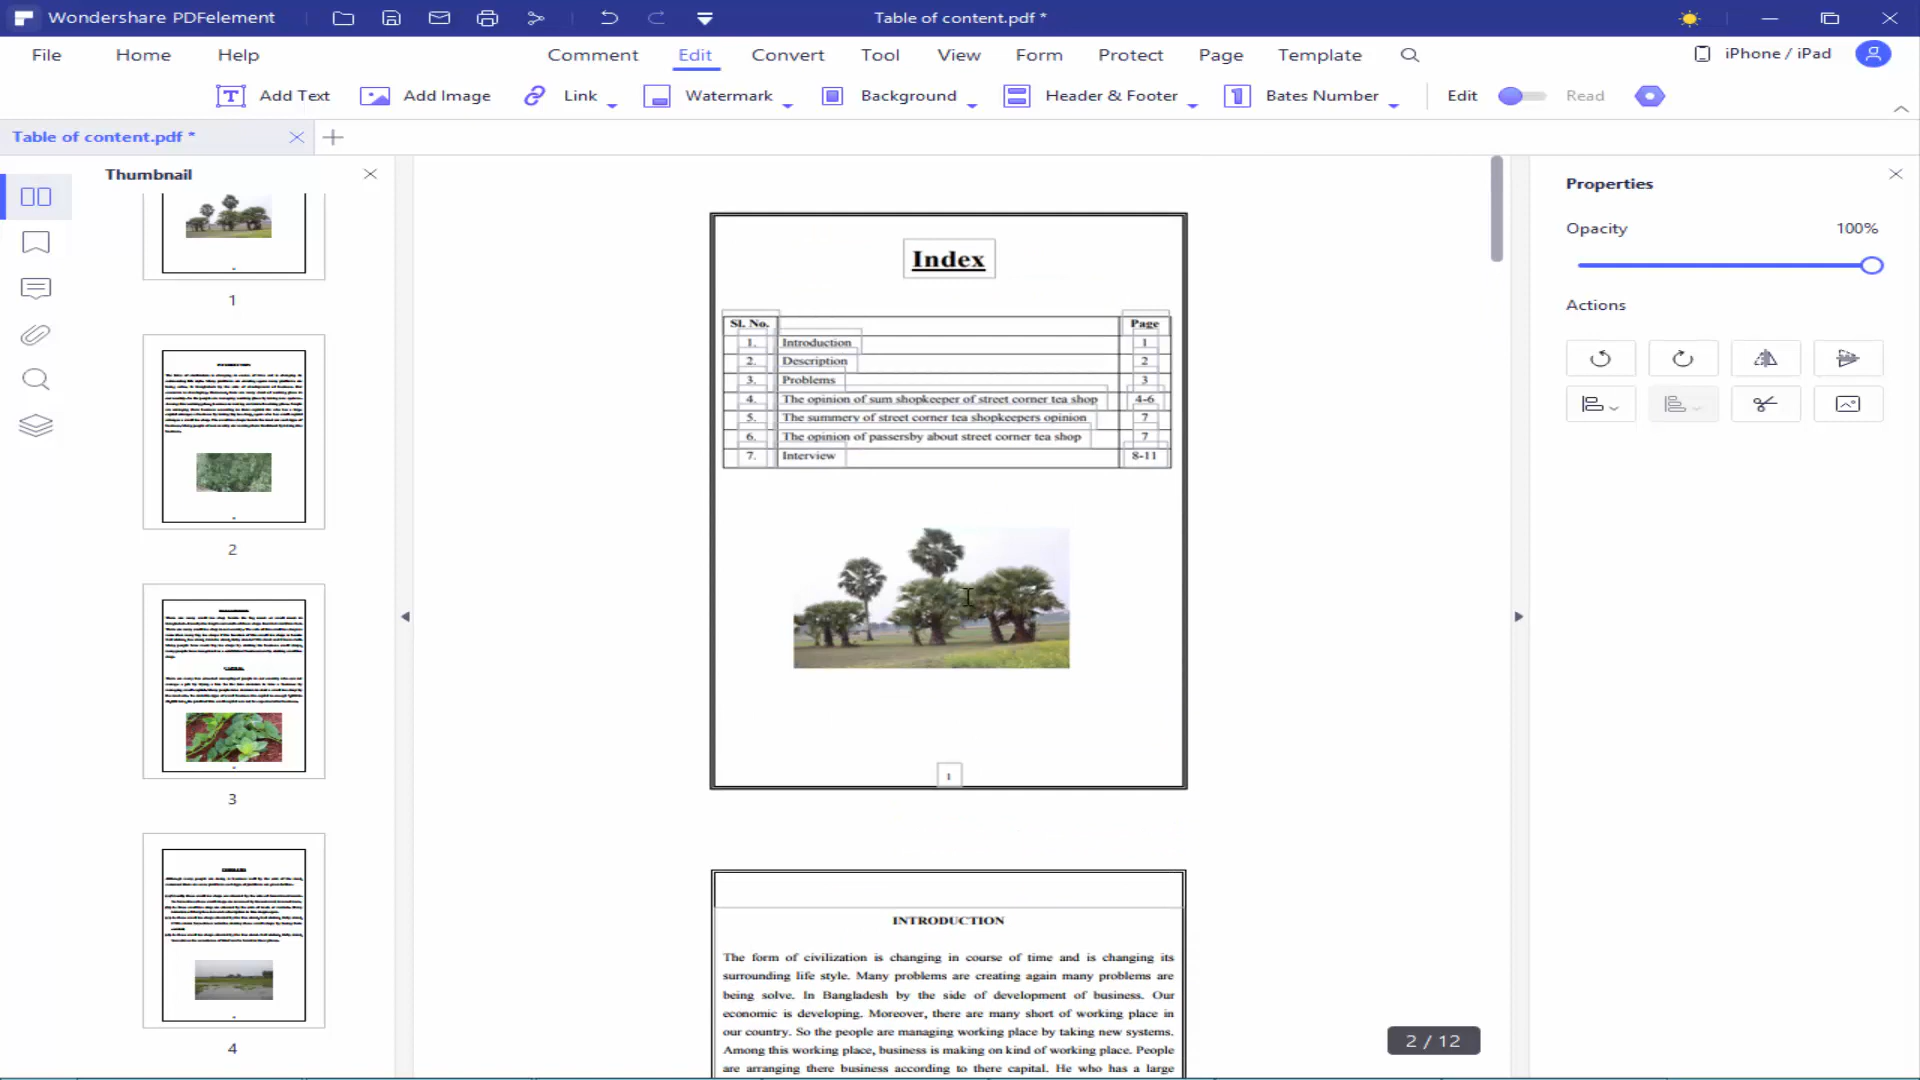 Wondershare PDFelement
Table of content.pdf *
File Home Help Comment Edit Convert Tool View Form Protect Page Template iPhone / iPad
Add Text Add Image Link Watermark Background Header & Footer Bates Number Edit Read
Table of content.pdf *
Thumbnail
1
2
3
4
Index
Sl. No. Page
1. Introduction 1
2. Description 2
3. Problems 3
4. The opinion of sum shopkeeper of street corner tea shop 4-6
5. The summery of street corner tea shopkeepers opinion 7
6. The opinion of passersby about street corner tea shop 7
7. Interview 8-11
1
INTRODUCTION
The form of civilization is changing in course of time and is changing its
surrounding life style. Many problems are creating again many problems are
being solve. In Bangladesh by the side of development of business. Our
economic is developing. Moreover, there are many short of working place in
our country. So the people are managing working place by taking new systems.
Among this working place, business is making on kind of working place. People
are arranging there business according to there capital. He who has a large
2 / 12
Properties
Opacity 100%
Actions